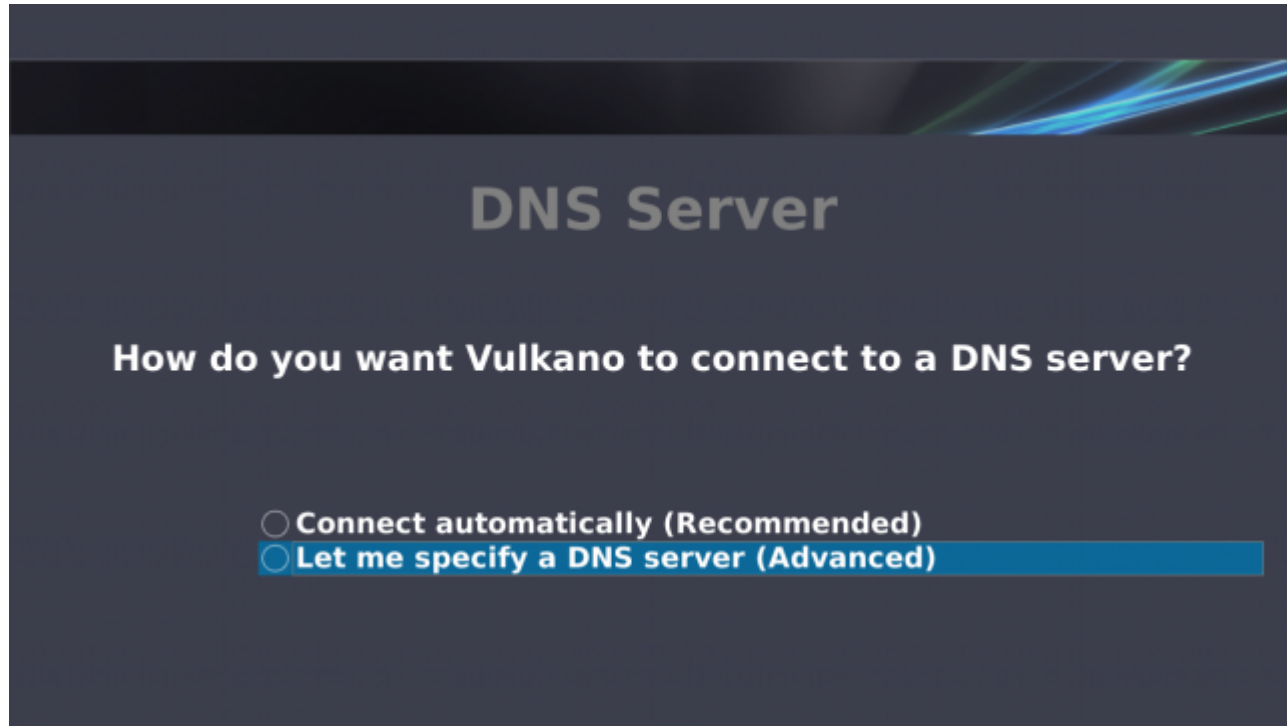 DNS Server
How do you want Vulkano to connect to a DNS server?
Connect automatically (Recommended)
Let me specify a DNS server (Advanced)